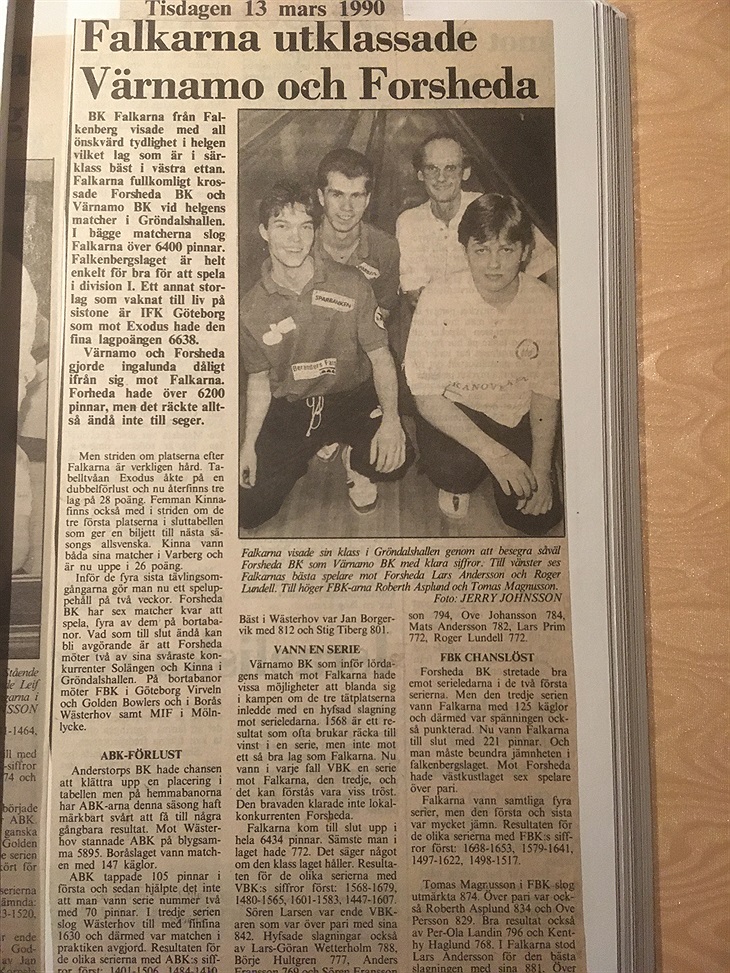 Tisdagen 13 mars 1990
Falkarna utklassade
Värnamo och Forsheda
BK Falkarna från Fal-
kenberg visade med all
önskvärd tydlighet i helgen
vilket lag som är i sär-
klass bäst i västra ettan.
Falkarna fullkomligt kros-
sade Forsheda BK och
Värnamo BK vid helgens
matcher i Gröndalshallen.
I bägge matcherna slog
Falkarna över 6400 pinnar.
Falkenbergslaget är helt
enkelt för bra för att spela
i division I. Ett annat stor-
lag som vaknat till liv på
sistone är IFK Göteborg
som mot Exodus hade den
fina lagpoängen 6638.
Värnamo och Forsheda
gjorde ingalunda dåligt
ifrån sig mot Falkarna.
Forheda hade över 6200
pinnar, men det räckte allt-
så ändå inte till seger.
Men striden om platserna efter
Falkarna är verkligen hård. Ta-
belltvåan Exodus åkte på en
dubbelförlust och nu återfinns tre
lag på 28 poäng. Femman Kinna
finns också med i striden om de
tre första platserna i sluttabellen
som ger en biljett till nästa sä-
songs allsvenska. Kinna vann
båda sina matcher i Varberg och
är nu uppe i 26 poäng.
Inför de fyra sista tävlingsom-
gångarna gör man nu ett spelup-
pehåll på två veckor. Forsheda
BK har sex matcher kvar att
spela, fyra av dem på bortaba-
nor. Vad som till slut ändå kan
bli avgörande är att Forsheda
möter två av sina svåraste kon-
kurrenter Solängen och Kinna i
Gröndalshallen. På bortabanor
möter FBK i Göteborg Virveln
och Golden Bowlers och i Borås
Wästerhov samt MIF i Möln-
lycke.
ABK-FÖRLUST
Anderstorps BK hade chansen
att klättra upp en placering i
tabellen men på hemmabanorna
har ABK-arna denna säsong haft
märkbart svårt att få till några
gångbara resultat. Mot Wäster-
hov stannade ABK på blygsam-
ma 5895. Boråslaget vann match-
en med 147 käglor.
ABK tappade 105 pinnar i
första och sedan hjälpte det inte
att man vann serie nummer två
med 70 pinnar. I tredje serien
slog Wästerhov till med finfina
1630 och därmed var matchen i
praktiken avgjord. Resultaten för
de olika serierna med ABK:s siff-
ror först: 1401-1506, 1484-1410,
SPARBANKEN
Falkarna visade sin klass i Gröndalshallen genom att besegra såväl
Forsheda BK som Värnamo BK med klara siffror. Till vänster ses
Falkarnas bästa spelare mot Forsheda Lars Andersson och Roger
Lundell. Till höger FBK-arna Roberth Asplund och Tomas Magnusson.
Foto: JERRY JOHNSSON
Bäst i Wästerhov var Jan Borger-
vik med 812 och Stig Tiberg 801.
VANN EN SERIE
Värnamo BK som inför lörda-
gens match mot Falkarna hade
vissa möjligheter att blanda sig
i kampen om de tre tätplatserna
inledde med en hyfsad slagning
mot serieledarna. 1568 är ett re-
sultat som ofta brukar räcka till
vinst i en serie, men inte mot
ett så bra lag som Falkarna. Nu
vann i varje fall VBK en serie
mot Falkarna, den tredje, och
det kan förstås vara viss tröst.
Den bravaden klarade inte lokal-
konkurrenten Forsheda.
Falkarna kom till slut upp i
hela 6434 pinnar. Sämste man i
laget hade 772. Det säger något
om den klass laget håller. Resulta-
ten för de olika serierna med
VBK:s siffror först: 1568-1679,
1480-1565, 1601-1583, 1447-1607.
Sören Larsen var ende VBK-
aren som var över pari med sina
842. Hyfsade slagningar också
av Lars-Göran Wetterholm 788,
Börje Hultgren 777, Anders
Fransson 769 och Sören Fransson
son 794, Ove Johansson 784,
Mats Andersson 782, Lars Prim
772, Roger Lundell 772.
FBK CHANSLÖST
Forsheda BK stretade bra
emot serieledarna i de två första
serierna. Men den tredje serien
vann Falkarna med 125 käglor
och därmed var spänningen ock-
så punkterad. Nu vann Falkarna
till slut med 221 pinnar. Och
man måste beundra jämnheten i
falkenbergslaget. Mot Forsheda
hade västkustlaget sex spelare
över pari.
Falkarna vann samtliga fyra
serier, men den första och sista
var mycket jämn. Resultaten för
de olika serierna med FBK:s siff-
ror först: 1698-1653, 1579-1641,
1497-1622, 1498-1517.
Tomas Magnusson i FBK slog
utmärkta 874. Över pari var ock-
så Roberth Asplund 834 och Ove
Persson 829. Bra resultat också
av Per-Ola Landin 796 och Kent-
hy Haglund 768. I Falkarna stod
Lars Andersson för den bästa
slagningen med sina 881. Över